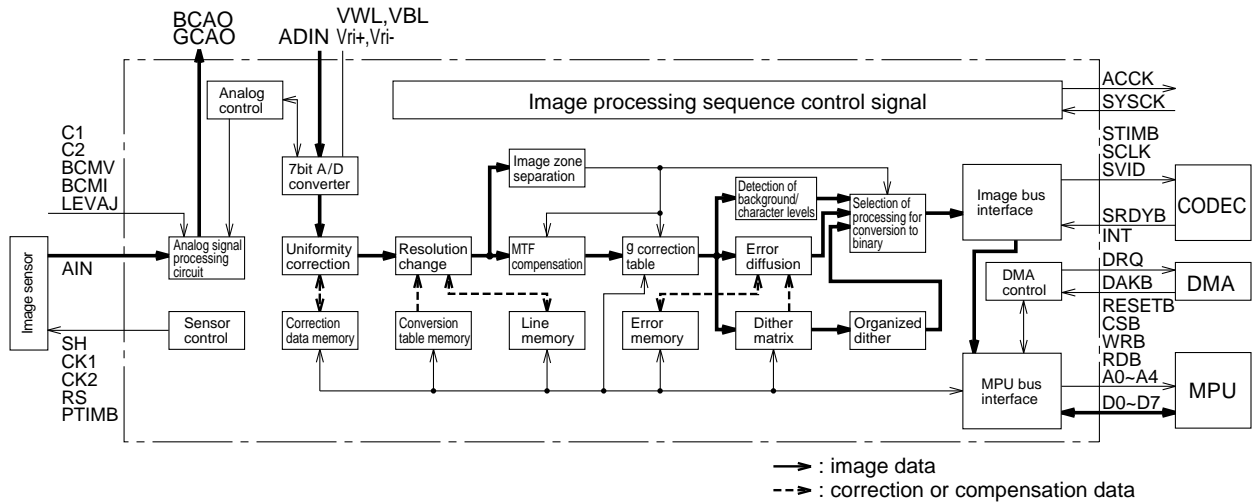 BCAO
GCAO
ADIN
VWL,VBL
Vri+,Vri-
Analog
control
Image processing sequence control signal
ACCK
SYSCK
C1
C2
BCMV
BCMI
LEVAJ
7bit A/D
converter
Image zone
separation
Detection of
background/
character levels
Selection of
processing for
conversion to
binary
Image bus
interface
STIMB
SCLK
SVID
SRDYB
INT
CODEC
Image sensor
AIN
Analog signal
processing
circuit
Uniformity
correction
Resolution
change
MTF
compensation
g correction
table
Error
diffusion
DMA
control
DRQ
DAKB
DMA
Sensor
control
Correction
data memory
Conversion
table memory
Line
memory
Error
memory
Dither
matrix
Organized
dither
SH
CK1
CK2
RS
PTIMB
MPU bus
interface
RESETB
CSB
WRB
RDB
A0~A4
D0~D7
MPU
: image data
: correction or compensation data